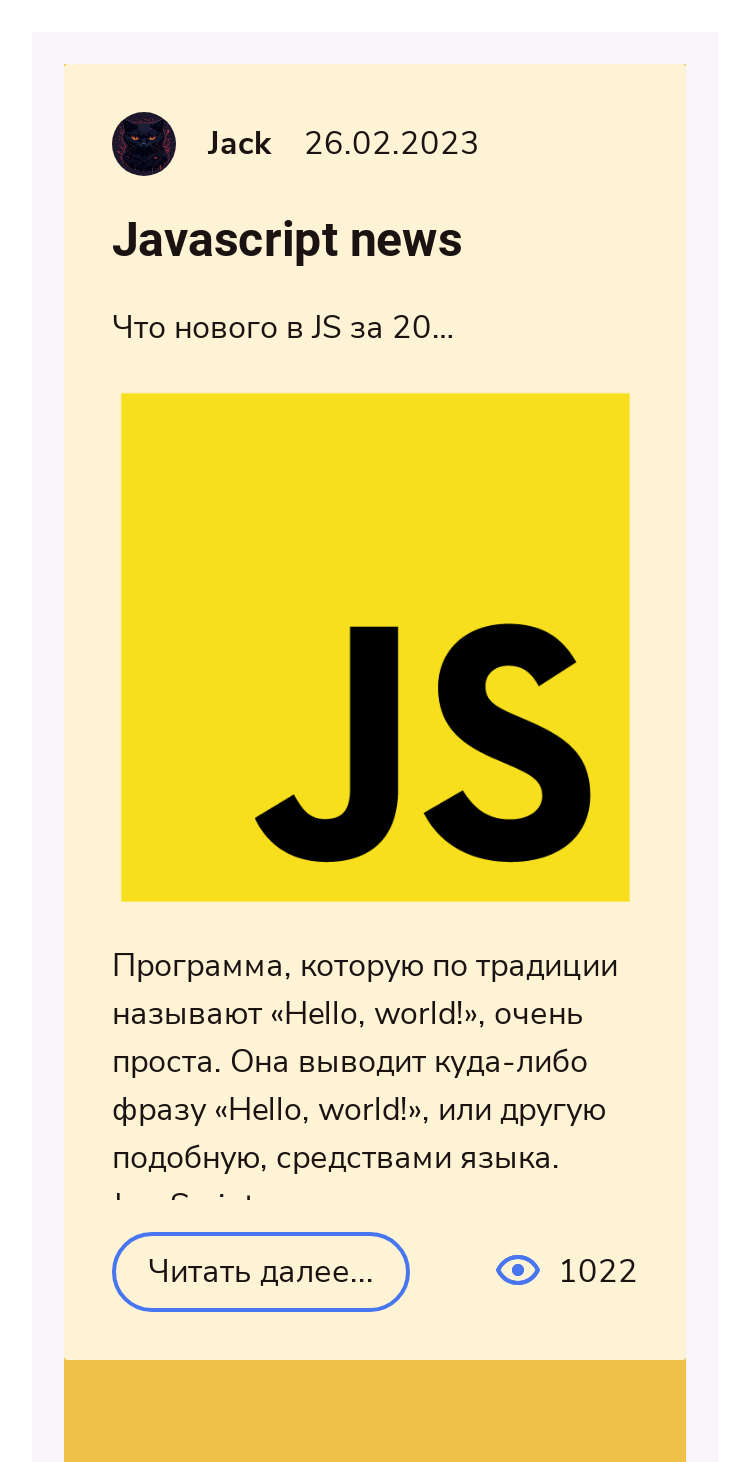 Jack 26.02.2023
Javascript news
Что нового в JS за 20...
JS
Программа, которую по традиции
называют «Hello, world!», очень
проста. Она выводит куда-либо
фразу «Hello, world!», или другую
подобную, средствами языка.
Читать далее... 1022